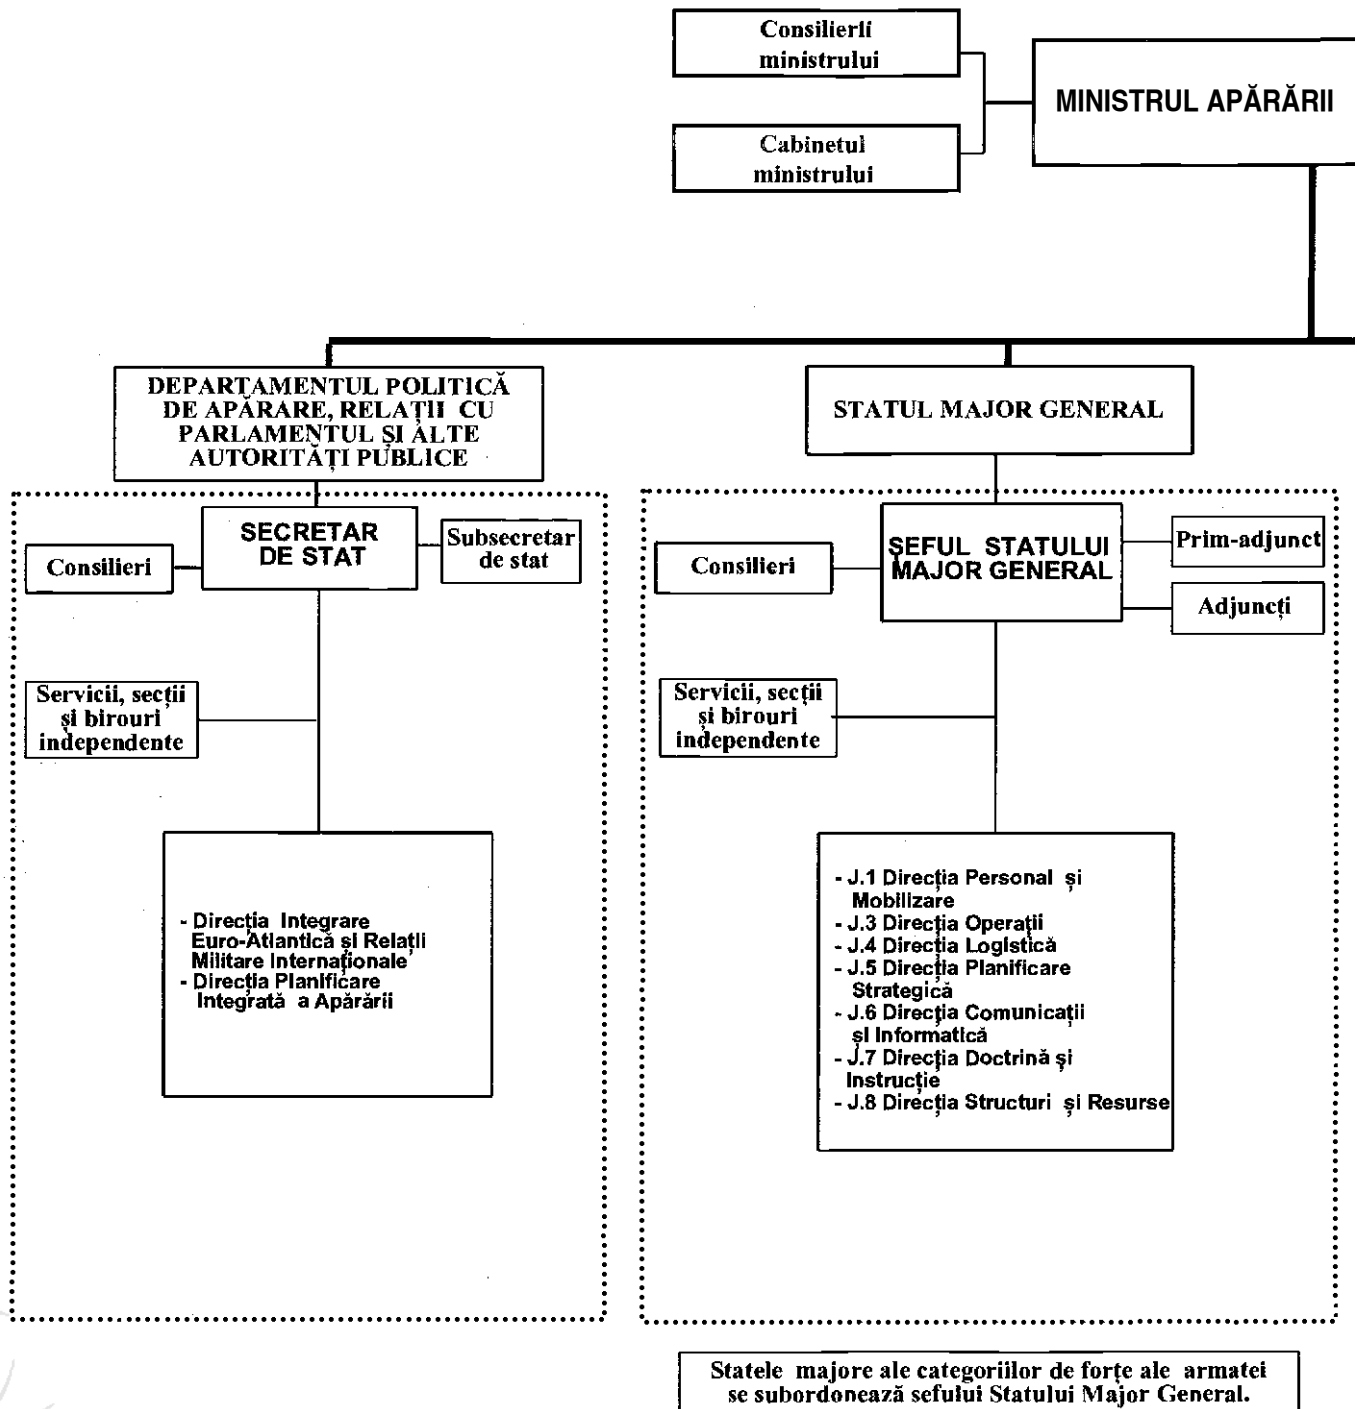 Consilierii
ministrului
MINISTRUL APĂRĂRII
Cabinetul
ministrului
DEPARTAMENTUL POLITICĂ
DE APĂRARE, RELAȚII CU
PARLAMENTUL ȘI ALTE
AUTORITĂȚI PUBLICE
SECRETAR
DE STAT
Subsecretar
de stat
Consilieri
Servicii, secții
și birouri
independente
- Direcția Integrare
Euro-Atlantică și Relații
Militare Internaționale
- Direcția Planificare
Integrată a Apărării
STATUL MAJOR GENERAL
ȘEFUL STATULUI
MAJOR GENERAL
Prim-adjunct
Adjuncți
Consilieri
Servicii, secții
și birouri
independente
- J.1 Direcția Personal și
Mobilizare
- J.3 Direcția Operații
- J.4 Direcția Logistică
- J.5 Direcția Planificare
Strategică
- J.6 Direcția Comunicații
și Informatică
- J.7 Direcția Doctrină și
Instrucție
- J.8 Direcția Structuri și Resurse
Statele majore ale categoriilor de forțe ale armatei
se subordonează sefului Statului Major General.